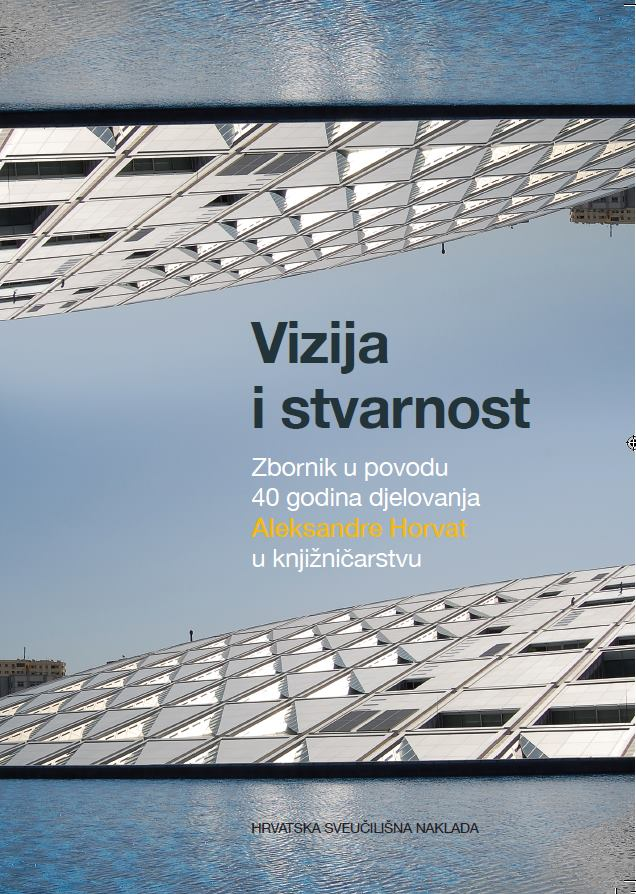 Vizija
i stvarnost
Zbornik u povodu
40 godina djelovanja
Aleksandre Horvat
u knjižničarstvu
HRVATSKA SVEUČILIŠNA NAKLADA